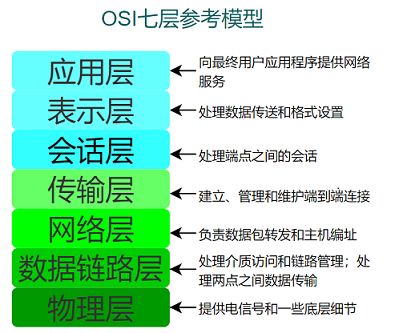 OSI七层参考模型
应用层
向最终用户应用程序提供网络
服务
表示层
处理数据传送和格式设置
会话层
处理端点之间的会话
传输层
建立、管理和维护端到端连接
网络层
负责数据包转发和主机编址
数据链路层
处理介质访问和链路管理；处
理两点之间数据传输
物理层
提供电信号和一些底层细节